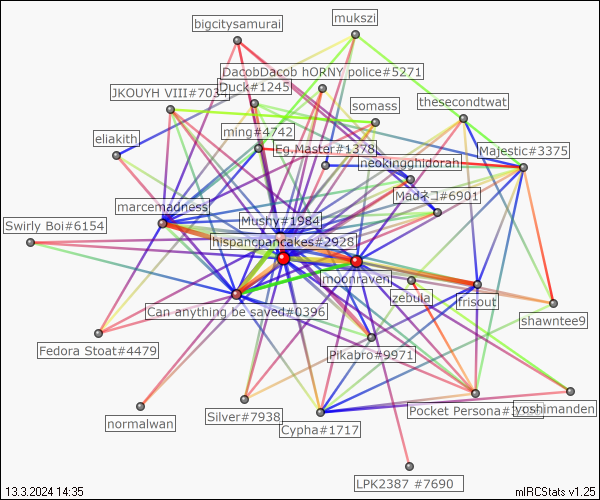 bigcitysamurai
mukszi
DacobDacob hORNY police#5271
Duck#1245
JKOUYH VIII#7034
thesecondtwat
somass
ming#4742
eliakith
Eg.Master#1378
Majestic#3375
neokingghidorah
Madネコ#6901
marcemadness
Mushy#1984
Swirly Boi#6154
hispancpancakes#2928
moonraven
zebula
frisout
Can anything be saved#0396
shawntee9
Fedora Stoat#4479
Pikabro#9971
Silver#7938
Pocket Persona
yoshimanden
normalwan
Cypha#1717
LPK2387 #7690
13.3.2024 14:35
mIRCStats v1.25